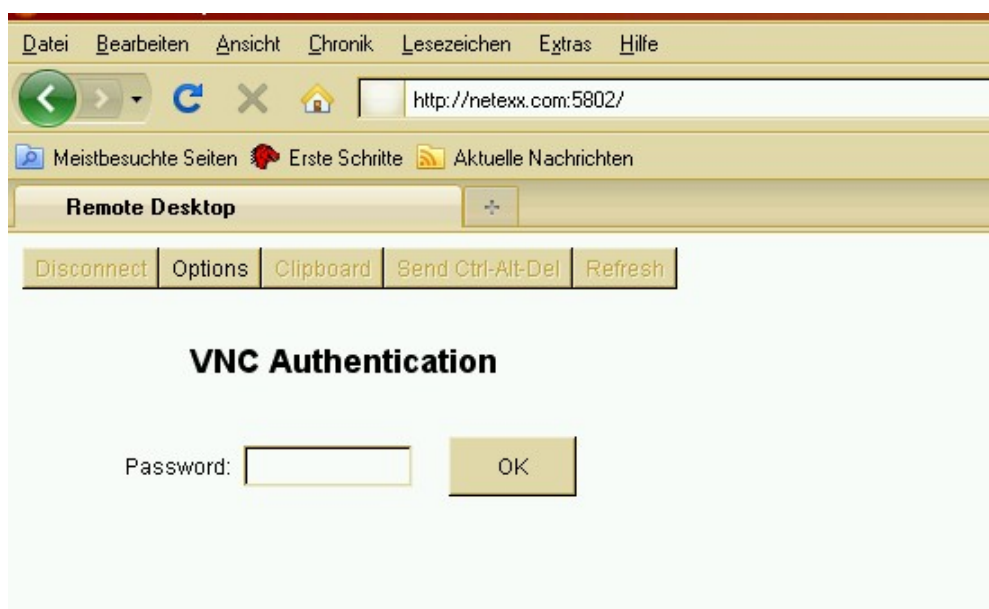 Datei Bearbeiten Ansicht Chronik Lesezeichen Extras Hilfe
http://netexx.com:5802/
Meistbesuchte Seiten Erste Schritte Aktuelle Nachrichten
Remote Desktop
Disconnect Options Clipboard Send Ctrl-Alt-Del Refresh
VNC Authentication
Password: OK